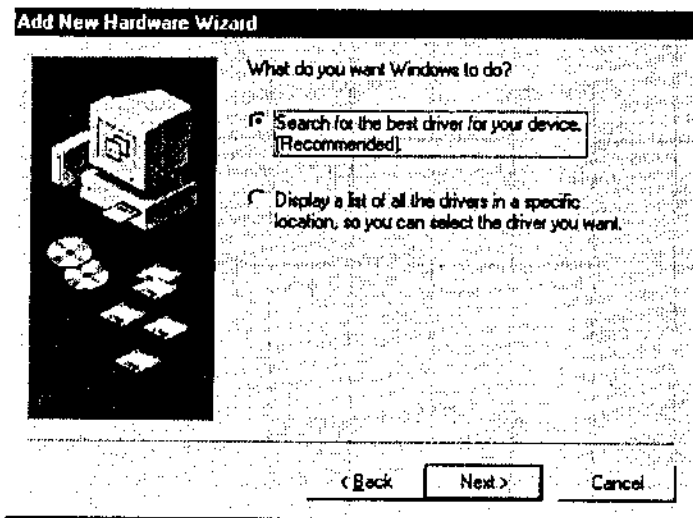 Add New Hardware Wizard
What do you want Windows to do?
Search for the best driver for your device.
(Recommended).
Display a list of all the drivers in a specific
location, so you can select the driver you want.
< Back
Next >
Cancel